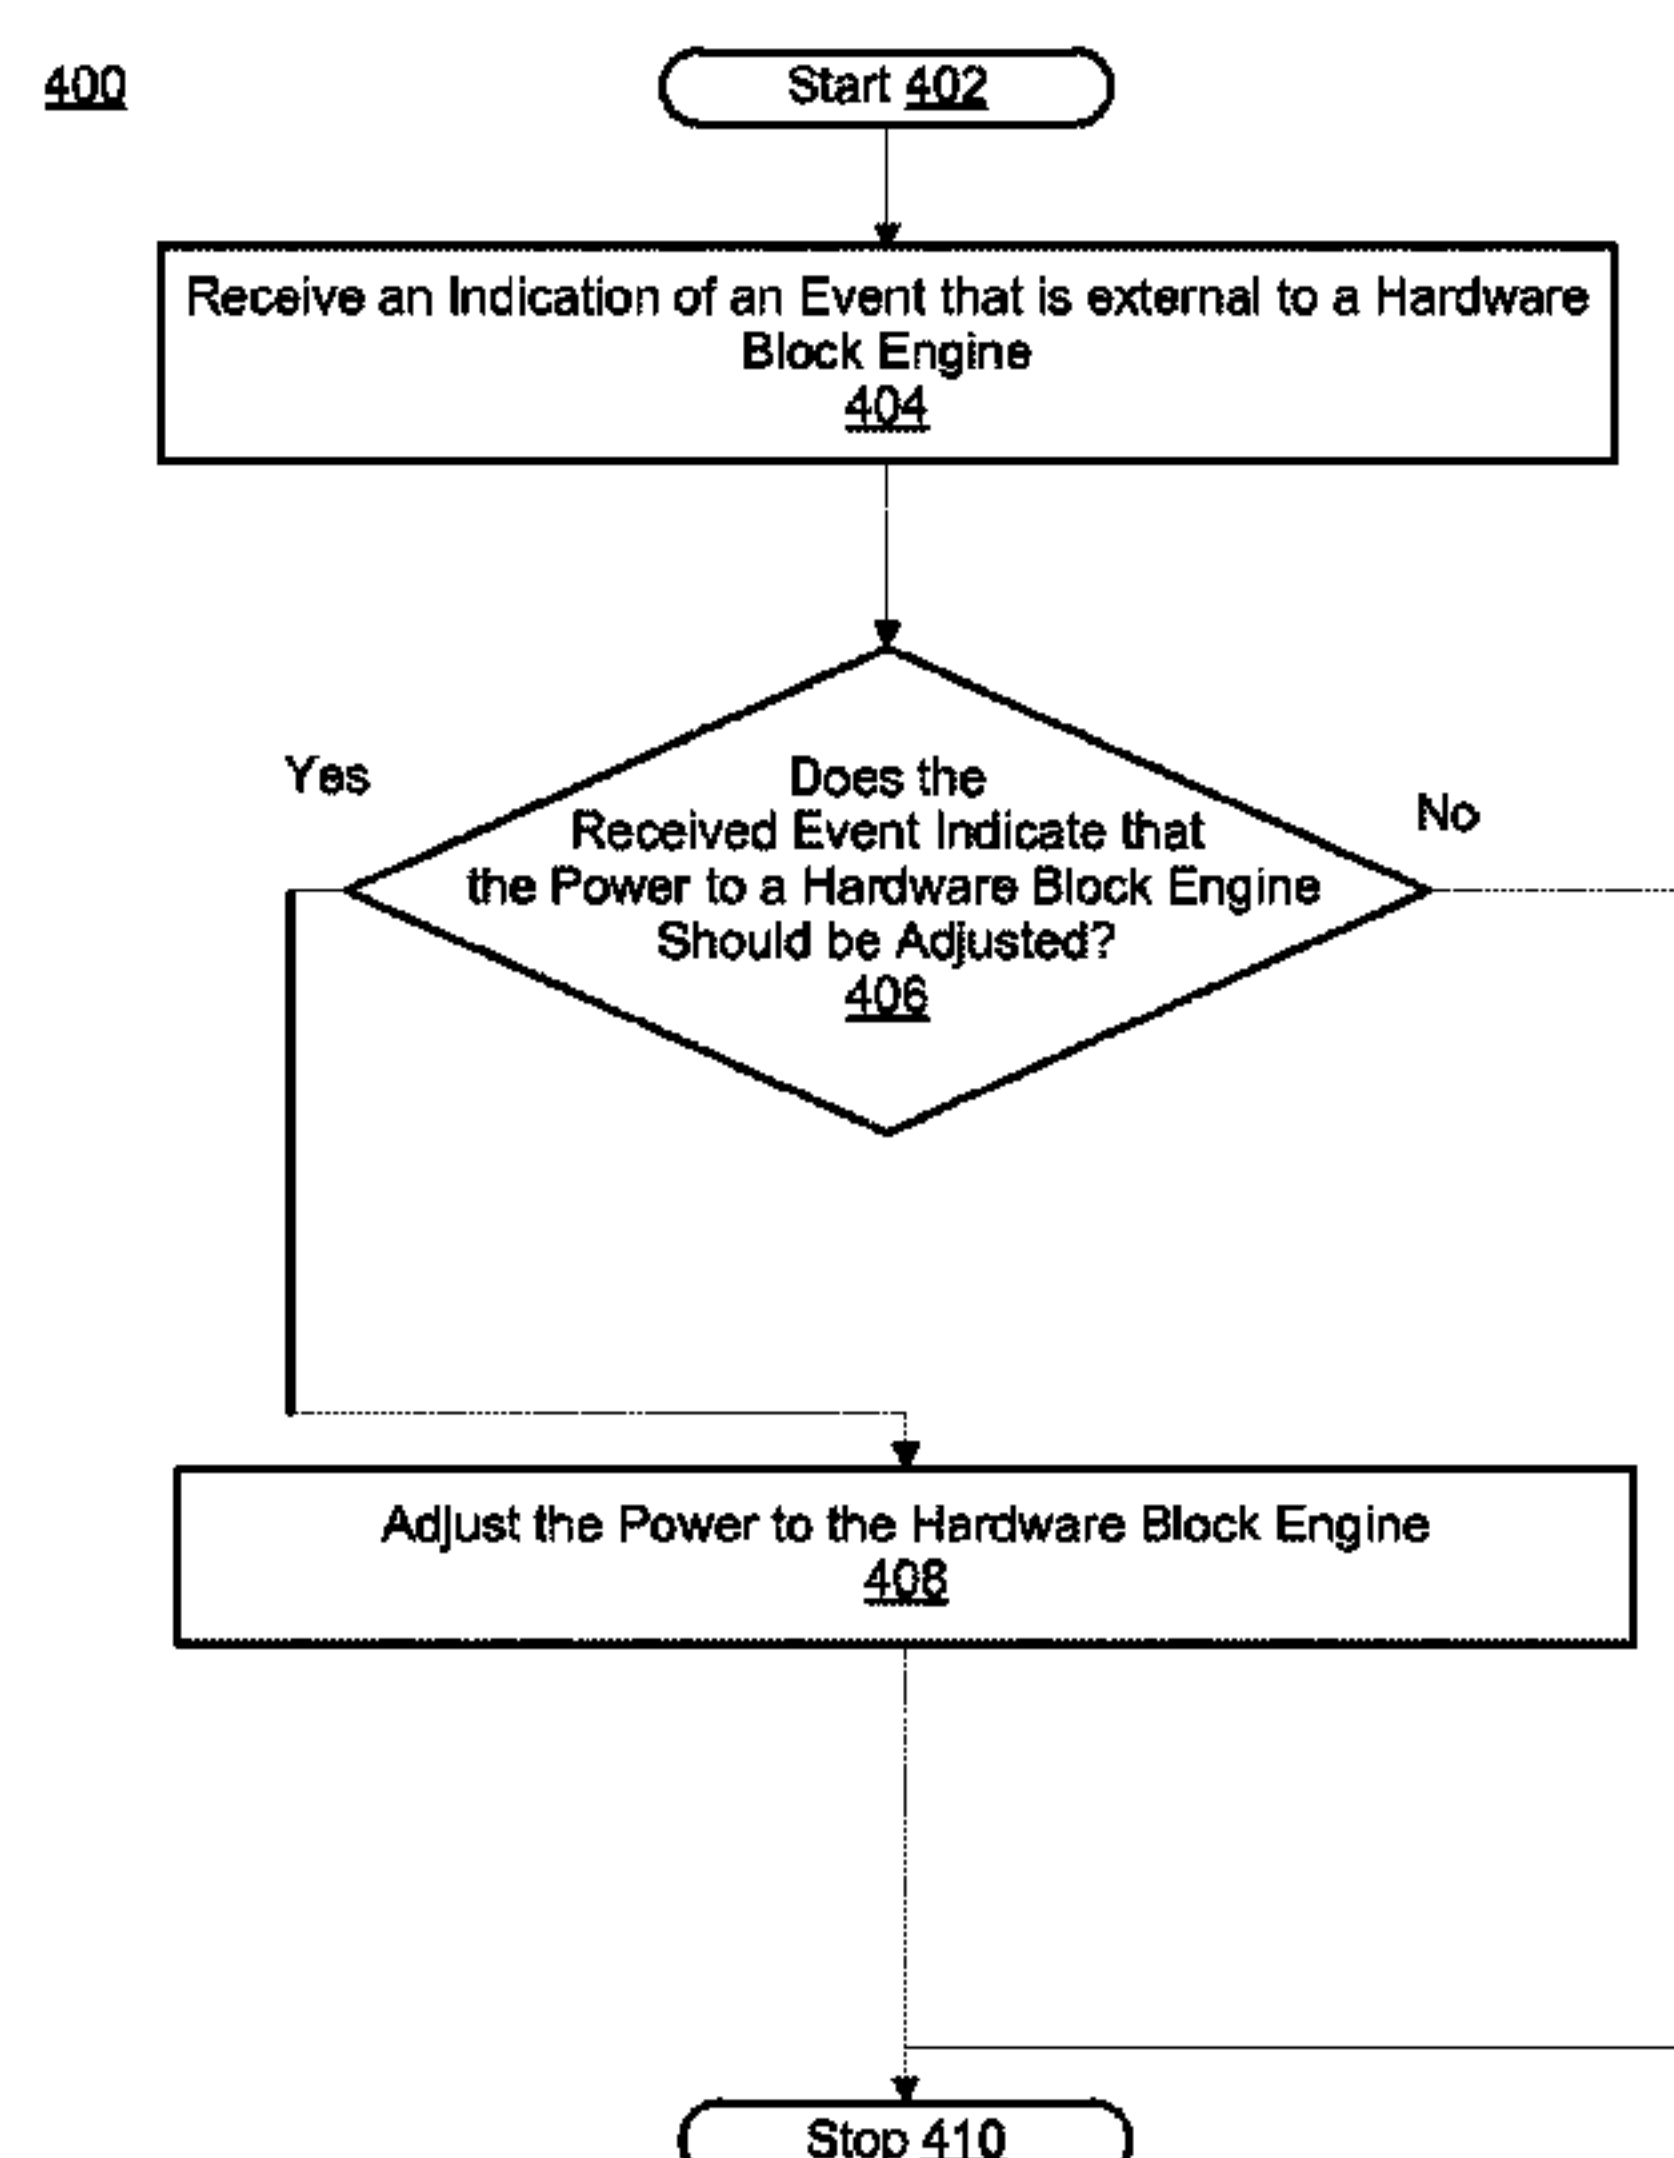 400
Start 402
Receive an Indication of an Event that is external to a Hardware
Block Engine
404
Yes
No
Does the
Received Event Indicate that
the Power to a Hardware Block Engine
Should be Adjusted?
406
Adjust the Power to the Hardware Block Engine
408
Stop 410